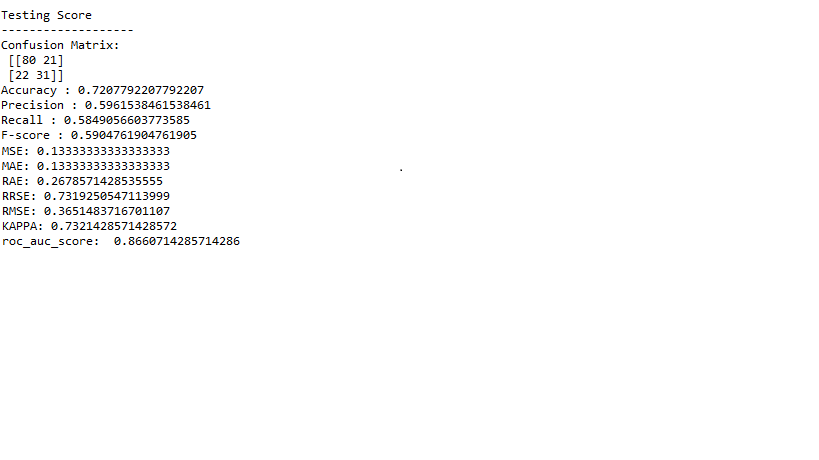 Testing Score
-------------------
Confusion Matrix:
[[80 21]
[22 31]]
Accuracy : 0.7207792207792207
Precision : 0.5961538461538461
Recall : 0.5849056603773585
F-score : 0.5904761904761905
MSE: 0.13333333333333333
MAE: 0.13333333333333333
RAE: 0.2678571428535555
RRSE: 0.7319250547113999
RMSE: 0.3651483716701107
KAPPA: 0.7321428571428572
roc_auc_score:  0.8660714285714286